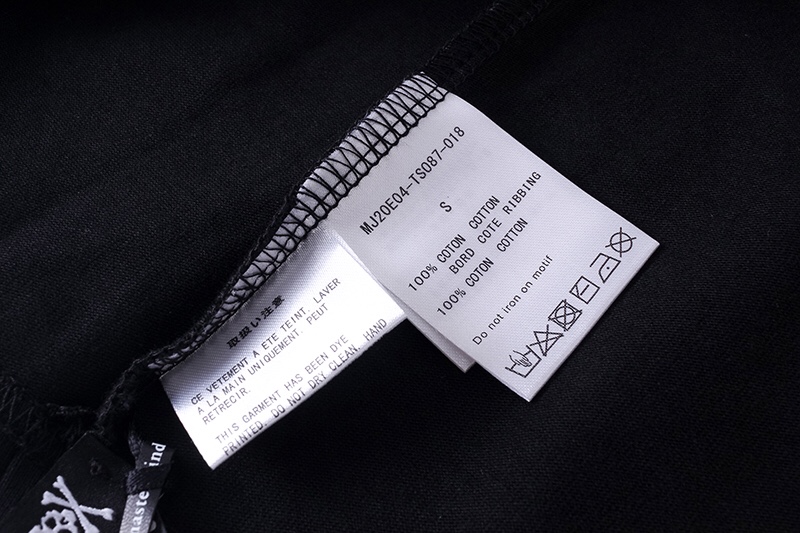 MJ20E04-TS087-018
S
100% COTON COTTON
BORD COTE RIBBING
100% COTON COTTON
Do not iron on motif
取扱い注意
CE VETEMENT A ETE TEINT. LAVER
A LA MAIN UNIQUEMENT. PEUT
RETRECIR.
THIS GARMENT HAS BEEN DYE
PRINTED. DO NOT DRY CLEAN. HAND